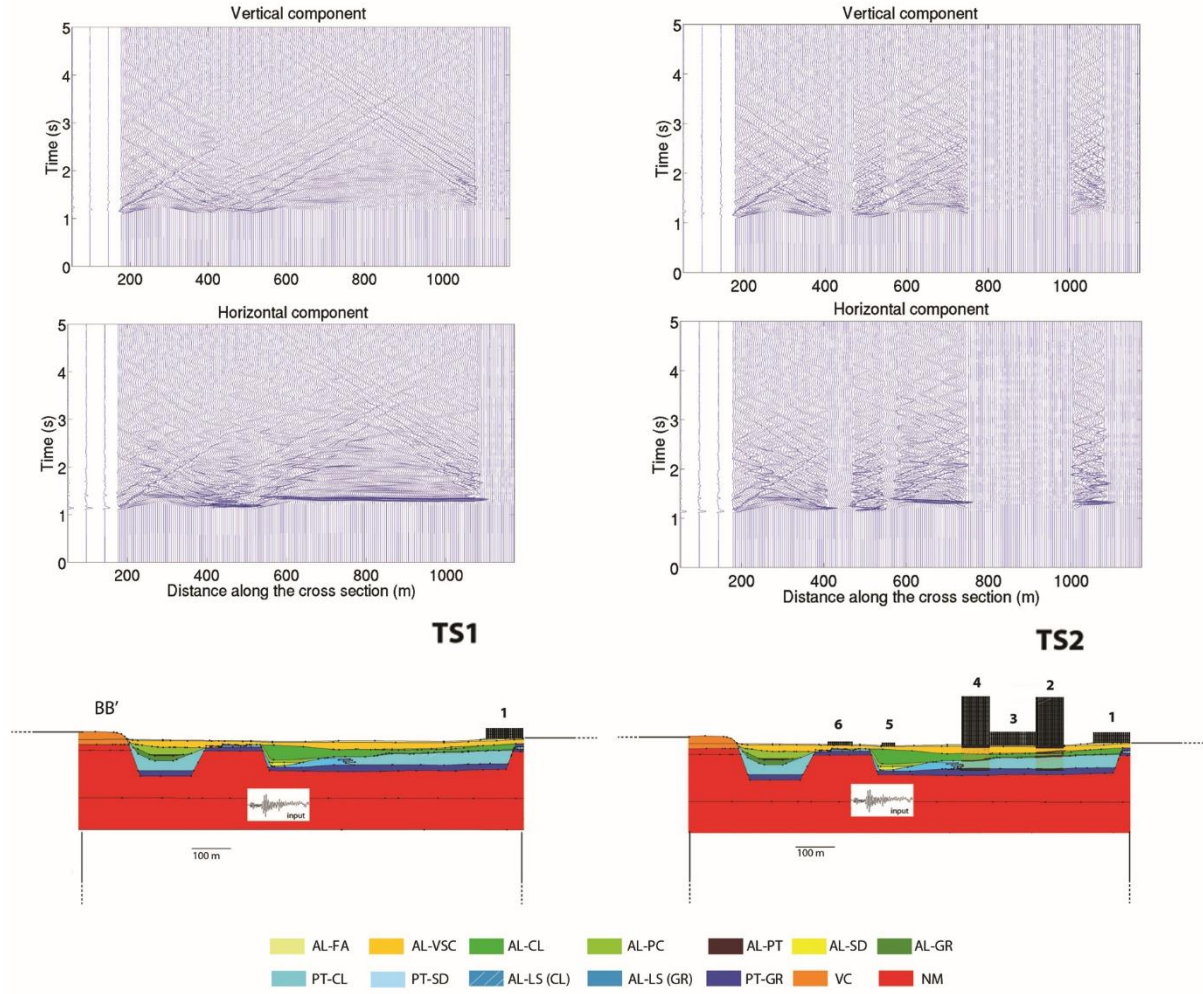 Vertical component
5
4
3
2
1
0
Time (s)
200 400 600 800 1000
Horizontal component
5
4
3
2
1
0
Time (s)
200 400 600 800 1000
Distance along the cross section (m)
TS1
BB’
1
input
100 m
Vertical component
5
4
3
2
1
0
Time (s)
200 400 600 800 1000
Horizontal component
5
4
3
2
1
0
Time (s)
200 400 600 800 1000
Distance along the cross section (m)
TS2
4
2
3
1
6
5
input
100 m
AL-FA AL-VSC AL-CL AL-PC AL-PT AL-SD AL-GR
PT-CL PT-SD AL-LS (CL) AL-LS (GR) PT-GR VC NM